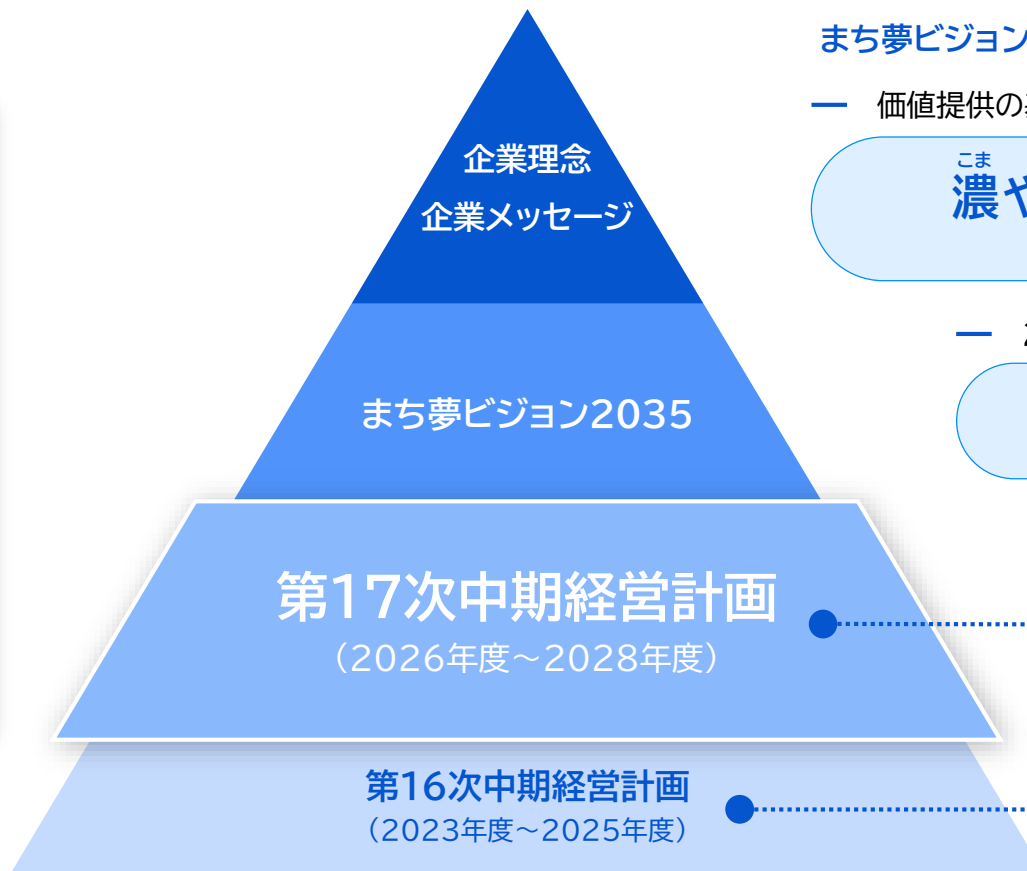 企業理念
企業メッセージ
まち夢ビジョン2035
第17次中期経営計画
(2026年度~2028年度)
第16次中期経営計画
(2023年度~2025年度)
まち夢ビジョン
価値提供の
こま
濃